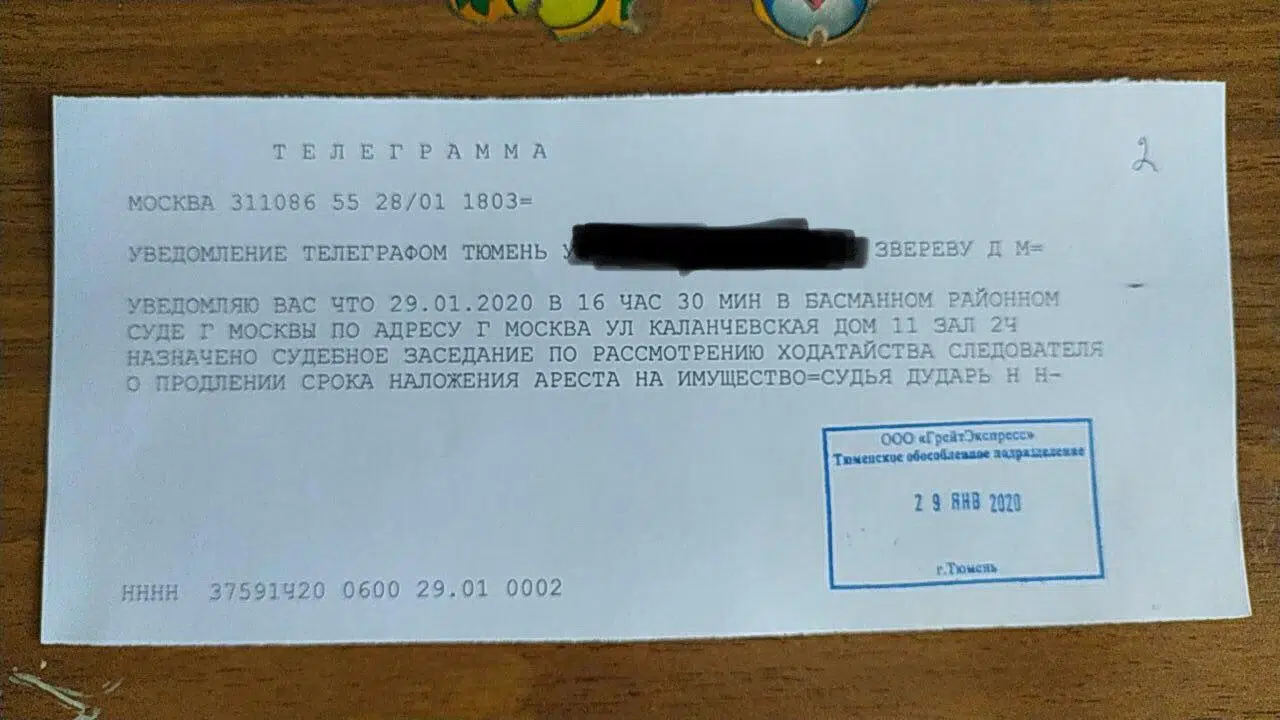 ТЕЛЕГРАММА
2
МОСКВА 311086 55 28/01 1803=
УВЕДОМЛЕНИЕ ТЕЛЕГРАФОМ ТЮМЕНЬ У ЗВЕРЕВУ Д М=
УВЕДОМЛЯЮ ВАС ЧТО 29.01.2020 В 16 ЧАС 30 МИН В БАСМАННОМ РАЙОННОМ
СУДЕ Г МОСКВЫ ПО АДРЕСУ Г МОСКВА УЛ КАЛАНЧЕВСКАЯ ДОМ 11 ЗАЛ 24
НАЗНАЧЕНО СУДЕБНОЕ ЗАСЕДАНИЕ ПО РАССМОТРЕНИЮ ХОДАТАЙСТВА СЛЕДОВАТЕЛЯ
О ПРОДЛЕНИИ СРОКА НАЛОЖЕНИЯ АРЕСТА НА ИМУЩЕСТВО=СУДЬЯ ДУДАРЬ Н Н-
ООО «ГрейтЭкспресс»
Тюменское обособленное подразделение
29 ЯНВ 2020
г.Тюмень
НННН 37591420 0600 29.01 0002